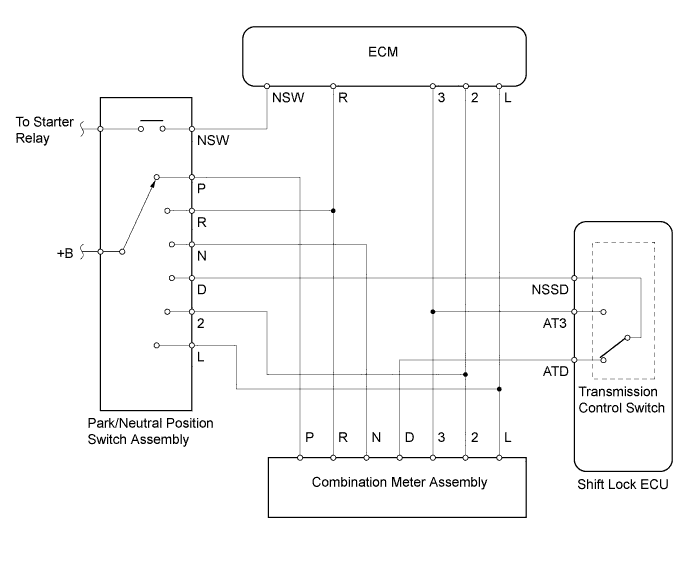 ECM
NSW R 3 2 L
To Starter
Relay
NSW
P
R
+B
N
D
NSSD
2
AT3
L
ATD
Transmission
Control Switch
Park/Neutral Position
Switch Assembly
P R N D 3 2 L
Combination Meter Assembly
Shift Lock ECU